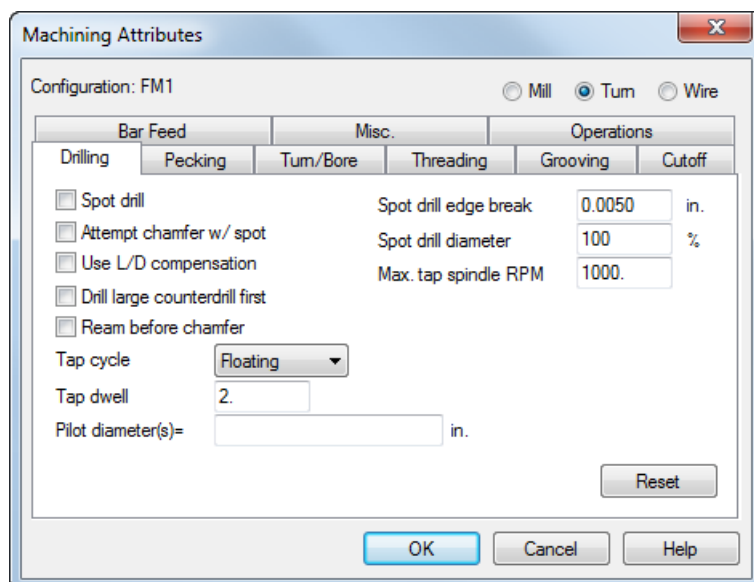 Machining Attributes
Configuration: FM1
Mill
Turn
Wire
Bar Feed
Misc.
Operations
Drilling
Pecking
Turn/Bore
Threading
Grooving
Cutoff
Spot drill
Attempt chamfer w/ spot
Use L/D compensation
Drill large counterdrill first
Ream before chamfer
Spot drill edge break 0.0050 in.
Spot drill diameter 100 %
Max. tap spindle RPM 1000.
Tap cycle Floating
Tap dwell 2.
Pilot diameter(s)= in.
Reset
OK
Cancel
Help